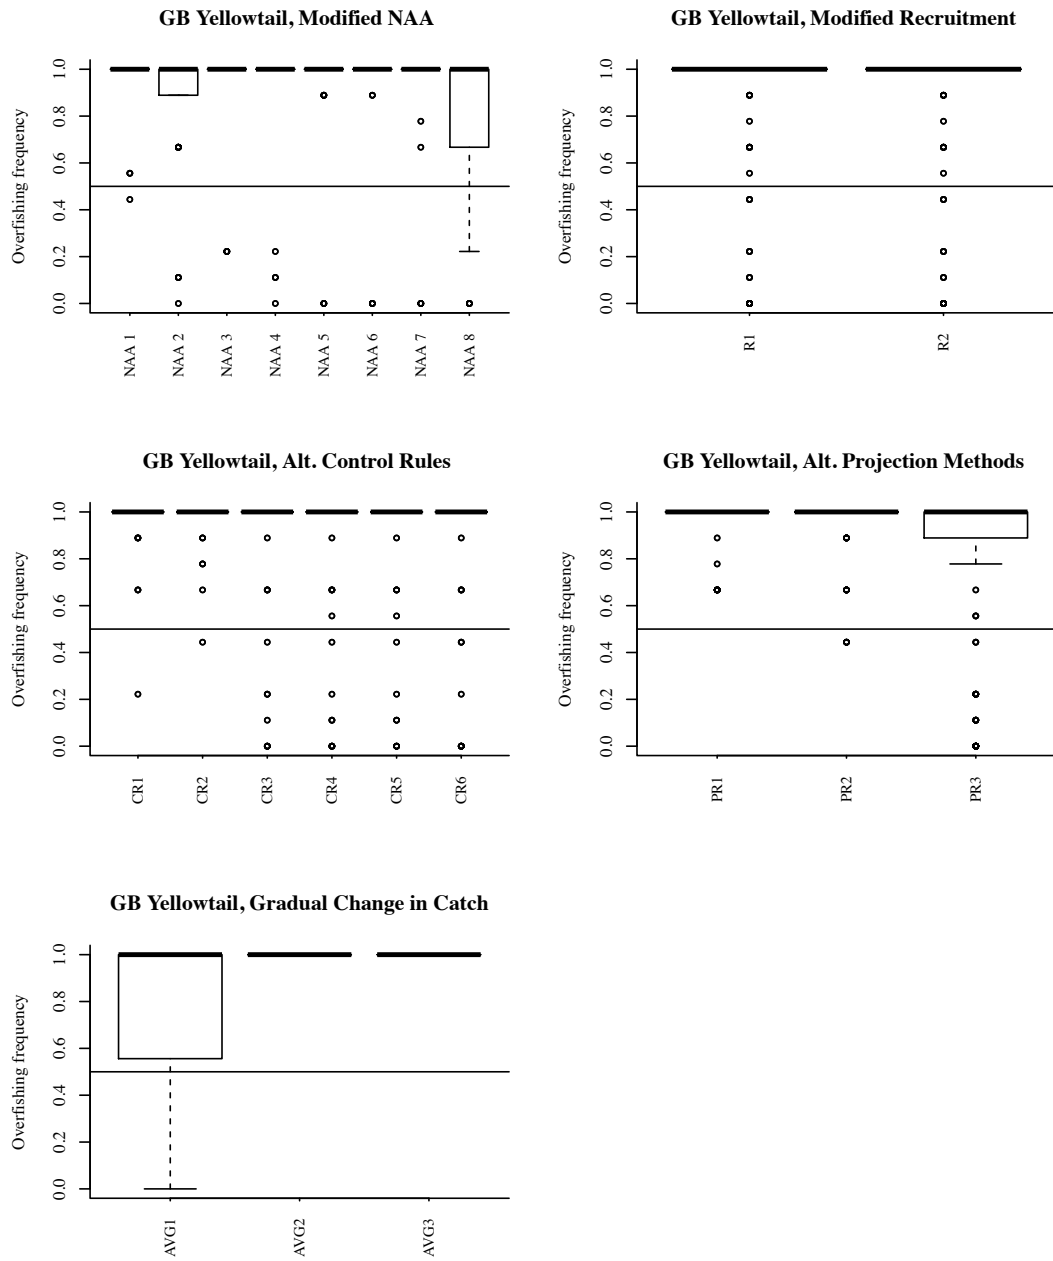 GB Yellowtail, Modified NAA
Overfishing frequency
1.0
0.8
0.6
0.4
0.2
0.0
NAA 1
NAA 2
NAA 3
NAA 4
NAA 5
NAA 6
NAA 7
NAA 8
GB Yellowtail, Modified Recruitment
Overfishing frequency
1.0
0.8
0.6
0.4
0.2
0.0
R1
R2
GB Yellowtail, Alt. Control Rules
Overfishing frequency
1.0
0.8
0.6
0.4
0.2
0.0
CR1
CR2
CR3
CR4
CR5
CR6
GB Yellowtail, Alt. Projection Methods
Overfishing frequency
1.0
0.8
0.6
0.4
0.2
0.0
PR1
PR2
PR3
GB Yellowtail, Gradual Change in Catch
Overfishing frequency
1.0
0.8
0.6
0.4
0.2
0.0
AVG1
AVG2
AVG3